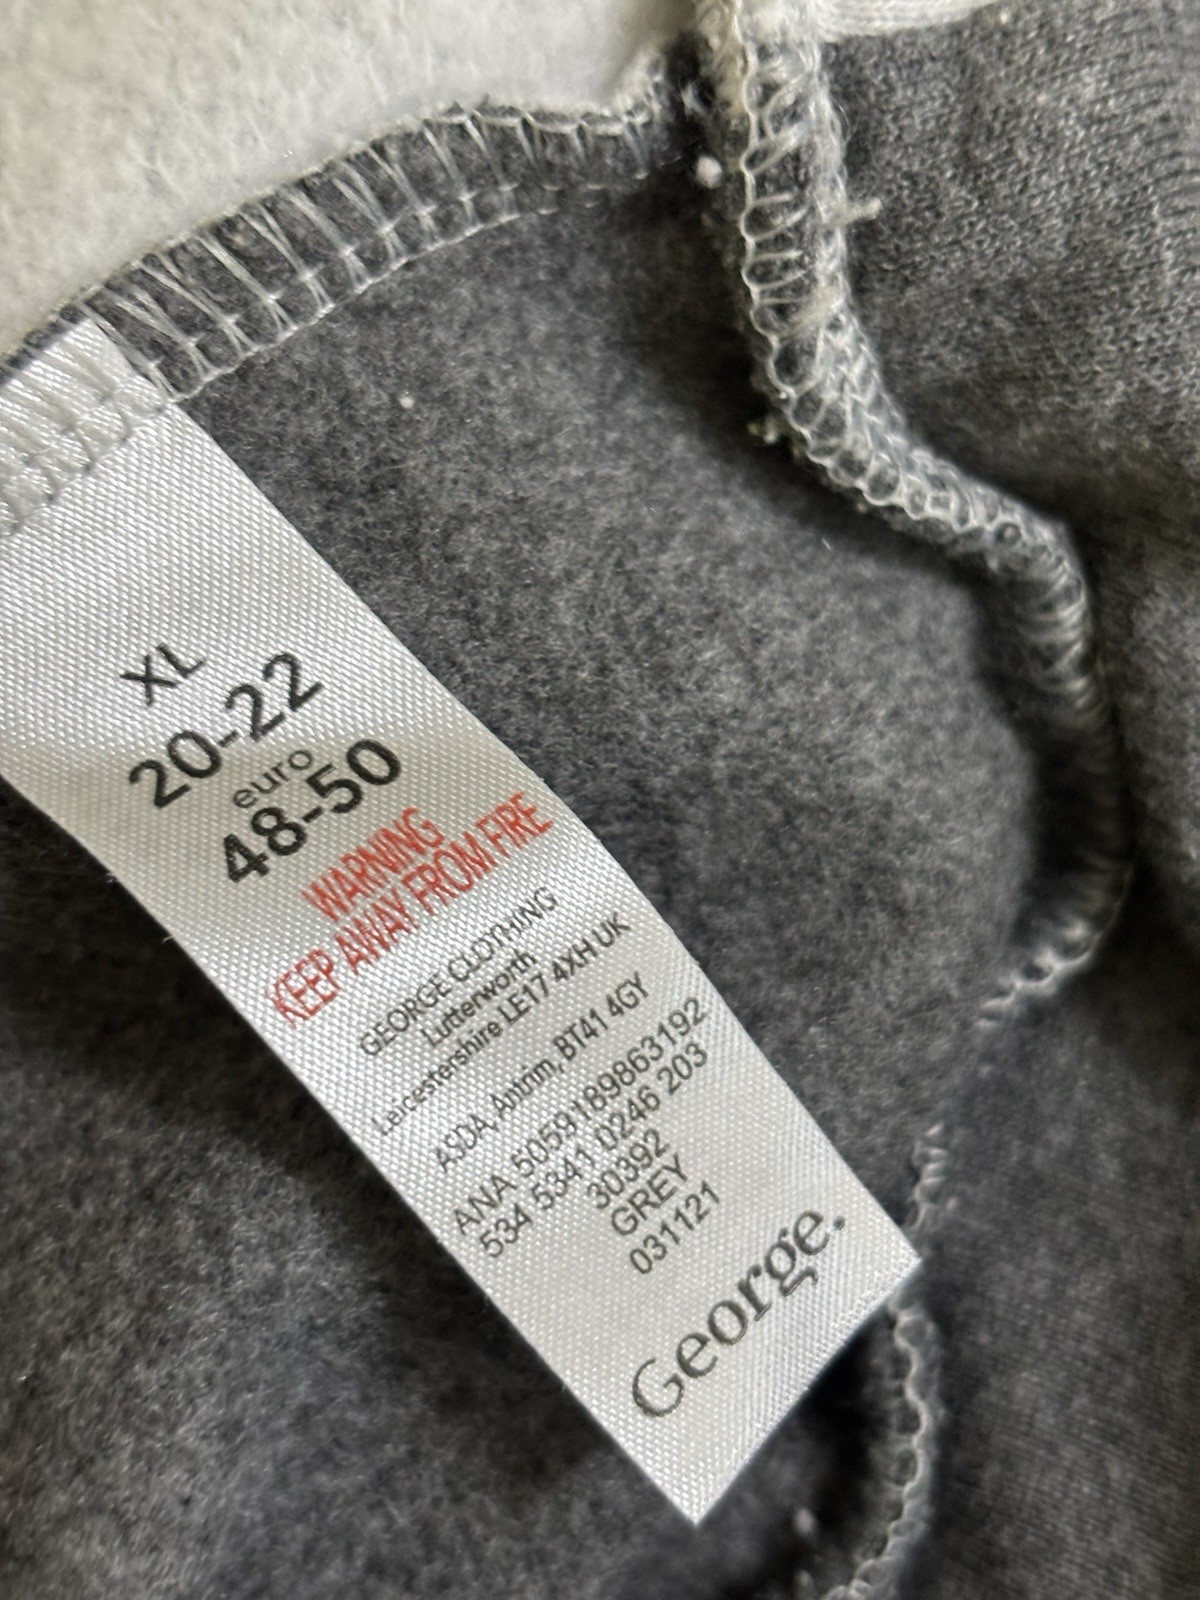 XL
20-22
euro
48-50
WARNING
KEEP AWAY FROM FIRE
GEORGE CLOTHING
Lutterworth
Leicestershire LE17 4XH UK
ASDA, Antrim, BT41 4GY
ANA 5059189863192
534 5341 0246 203
30392
GREY
031121
George.